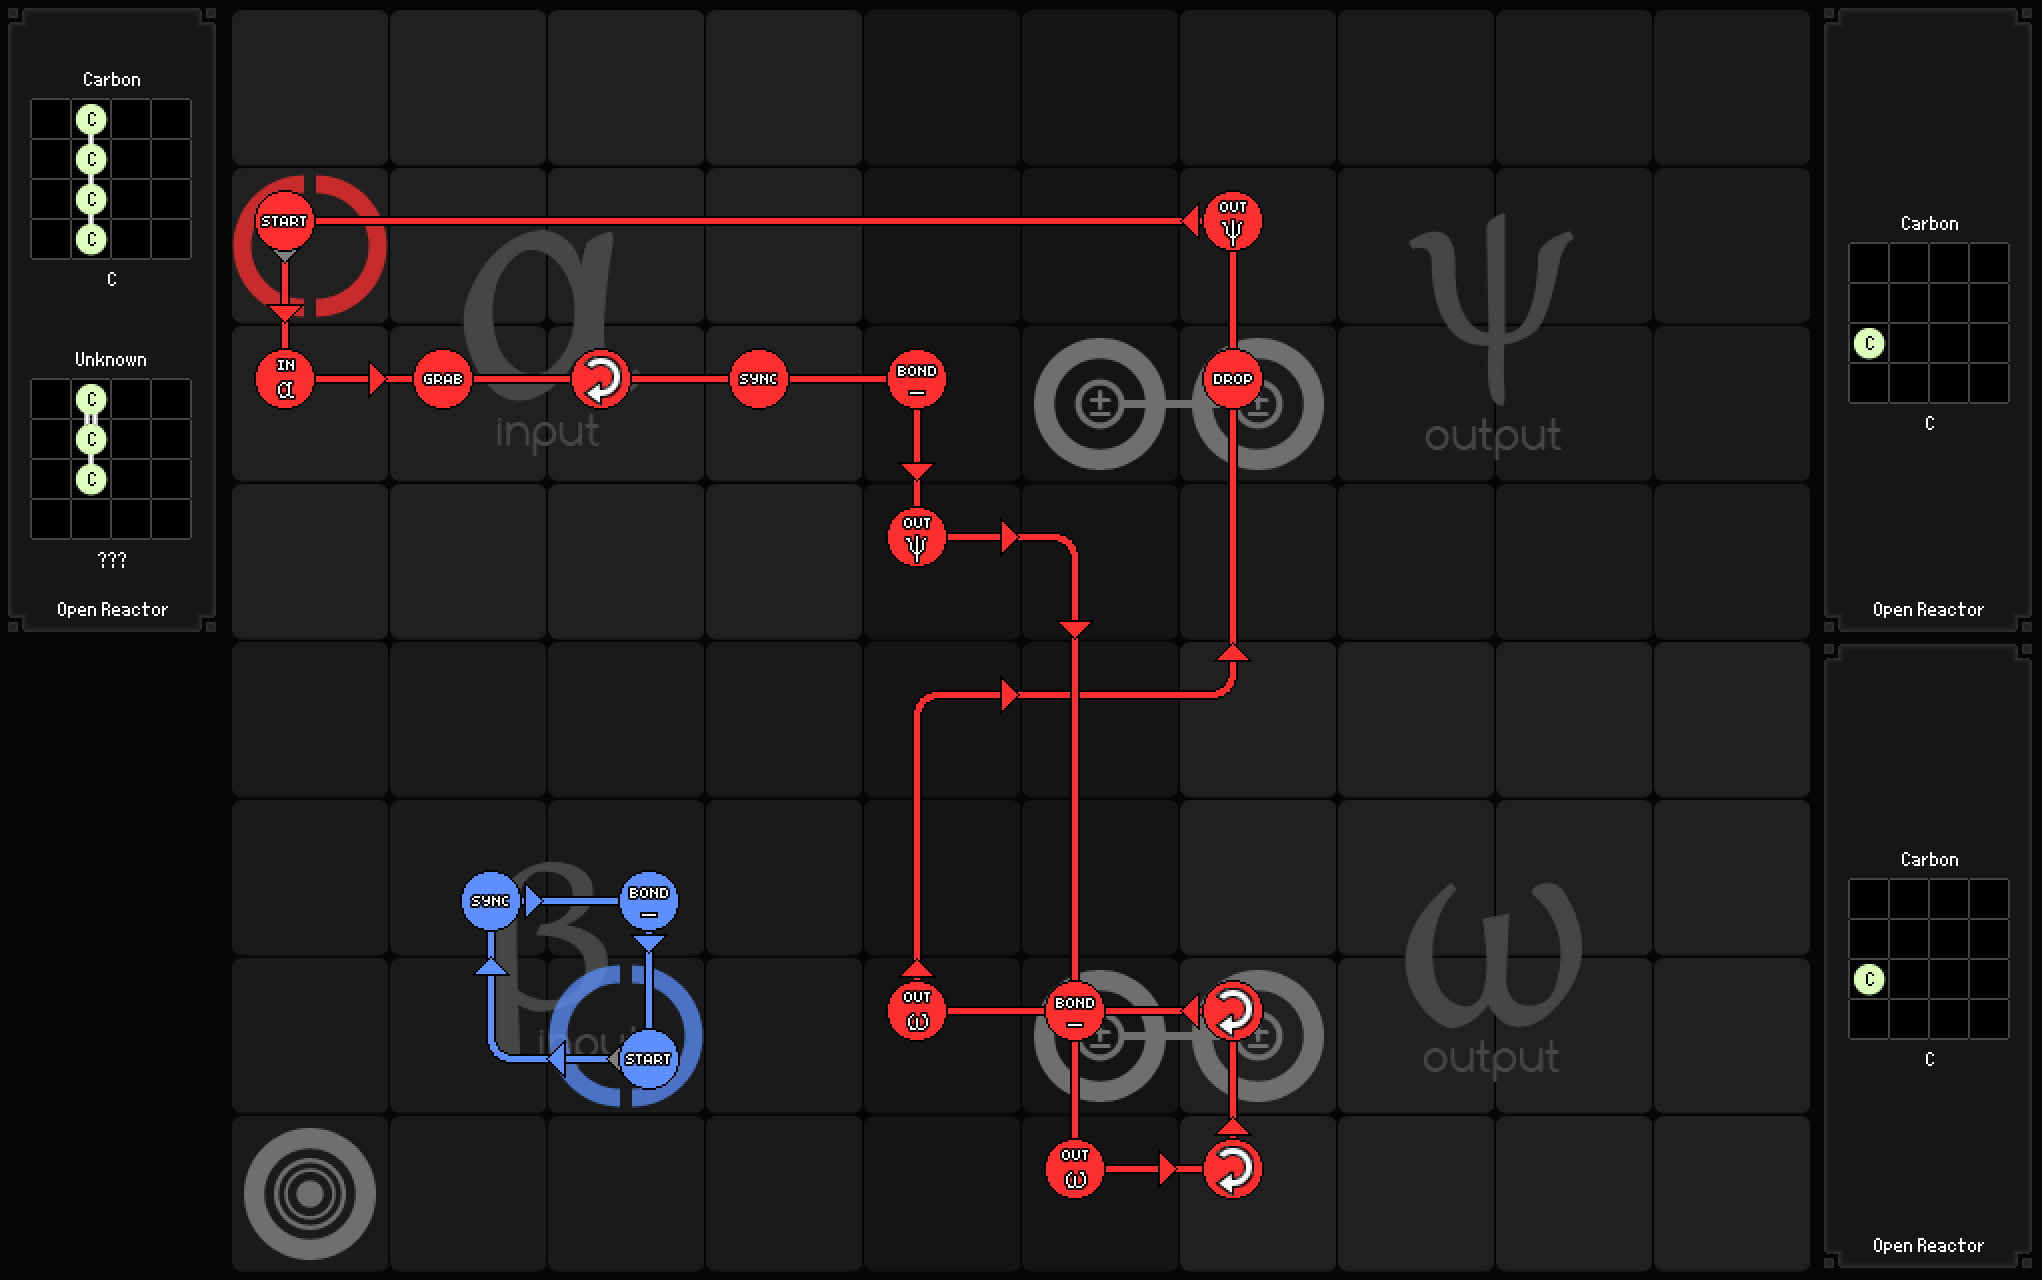 Carbon
C
C
C
C
C
Unknown
C
C
C
???
Open Reactor
START
OUT
Ψ
α
input
IN
α
GRAB
SYNC
BOND
–
±
±
DROP
Ψ
output
OUT
Ψ
SYNC
BOND
–
β
input
START
OUT
ω
BOND
–
±
±
ω
output
OUT
ω
Carbon
C
C
Open Reactor
Carbon
C
C
Open Reactor